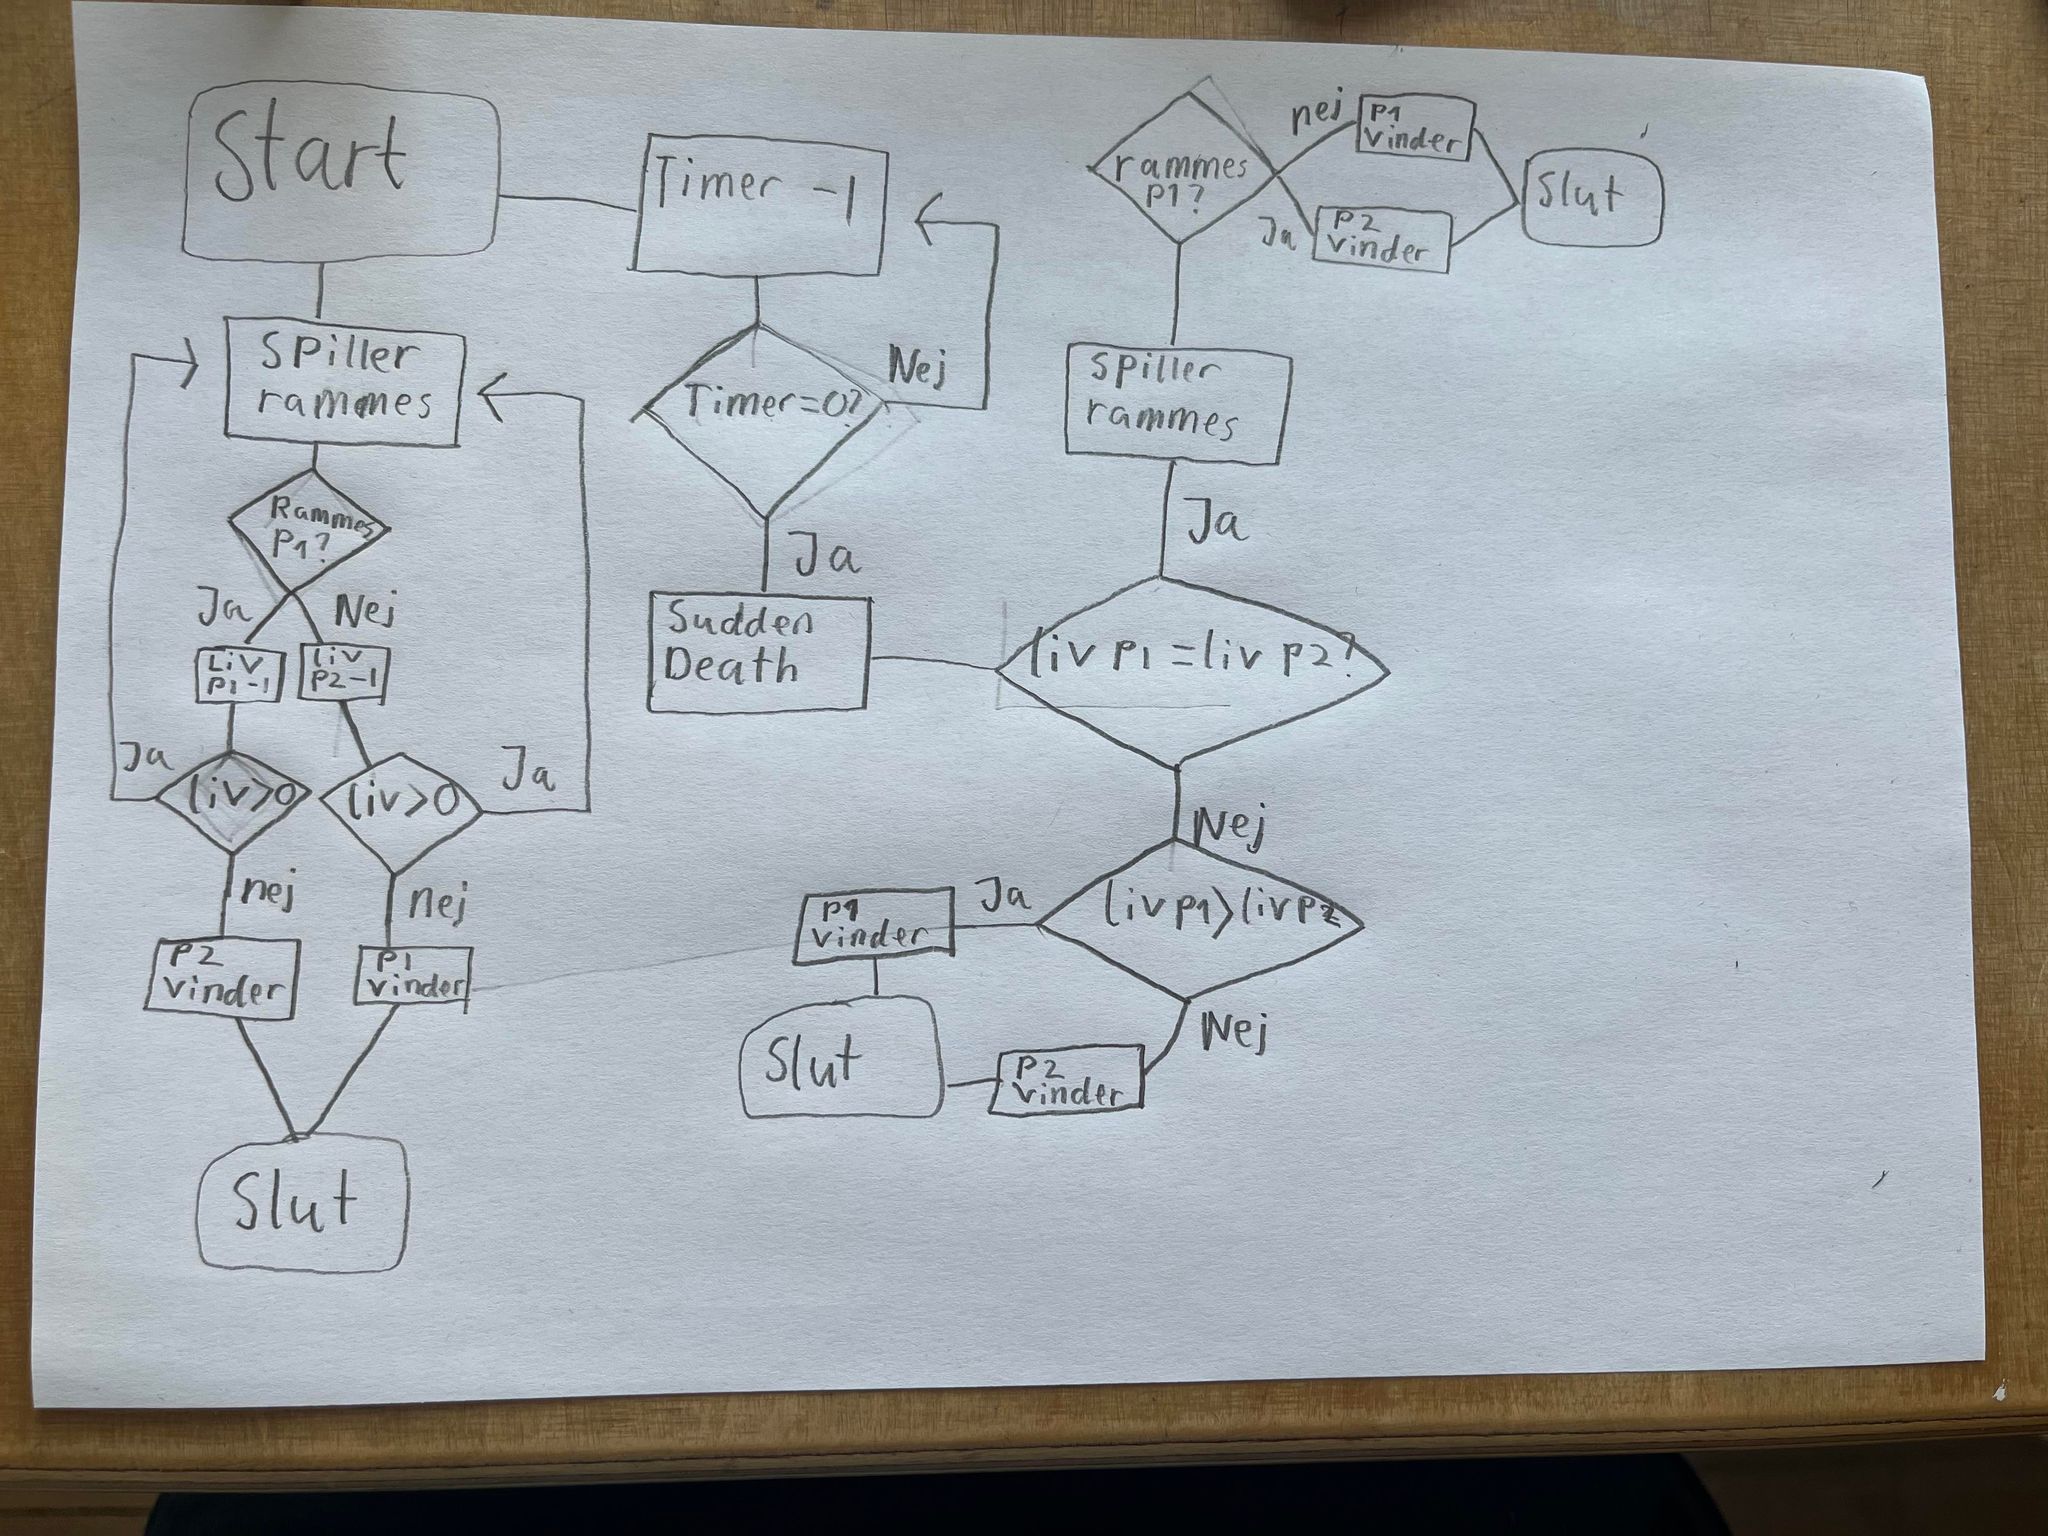 Start
Spiller
rammes
Rammes
P1?
Ja
Nej
Liv
P1-1
liv
P2-1
Ja
liv>0
liv>0
Ja
nej
nej
P2
vinder
P1
vinder
Slut
Timer -1
Timer=0?
Nej
Ja
Sudden
Death
liv P1=liv P2?
Ja
Spiller
rammes
rammes
P1?
nej
P1
vinder
Ja
P2
vinder
Slut
Nej
liv P1>liv P2
Ja
P1
vinder
Nej
P2
vinder
Slut